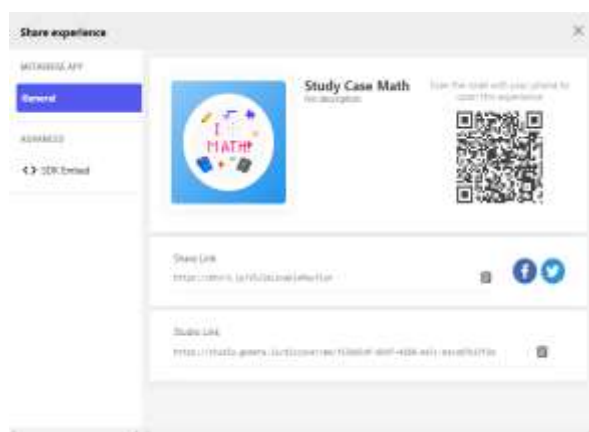 Share experience
METAVERSE APP
General
ADVANCED
<> SDK Embed
Study Case Math
No description
Scan the code with your phone to
open this experience
I
MATH!
Share Link
Studio Link